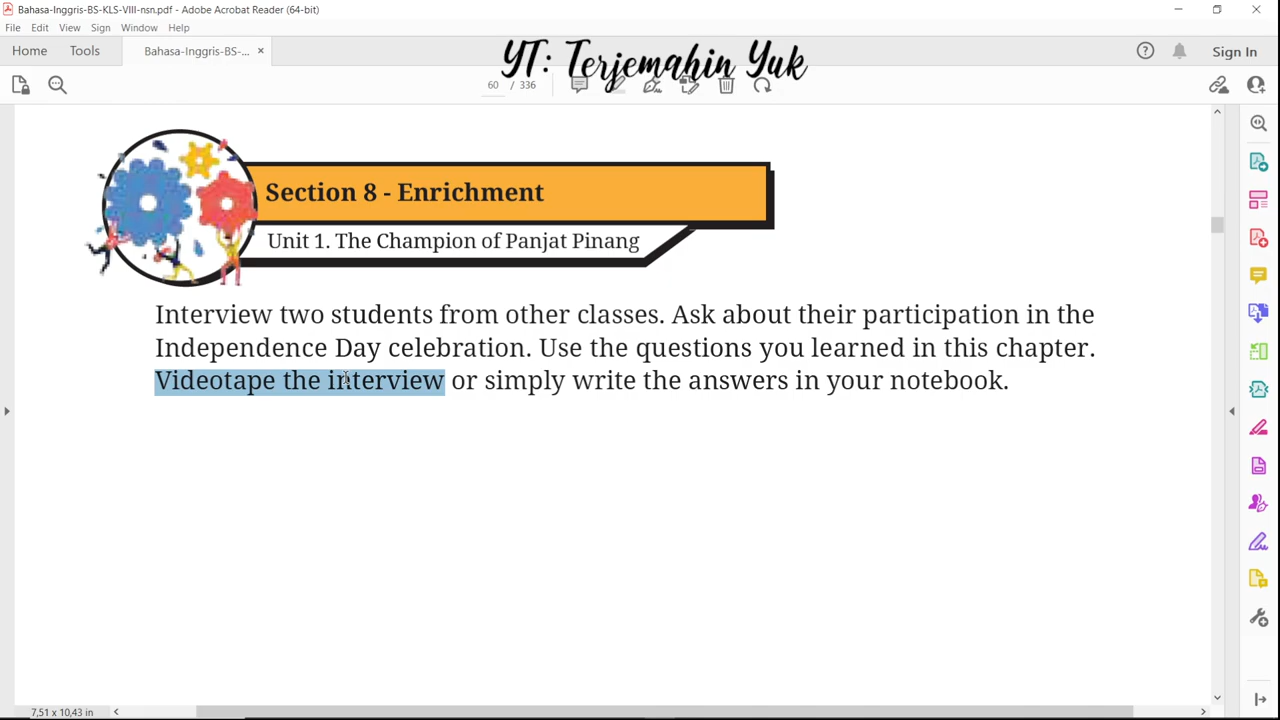 Bahasa-Inggris-BS-KLS-VIII-nsn.pdf - Adobe Acrobat Reader (64-bit)
File Edit View Sign Window Help
Home Tools Bahasa-Inggris-BS-... × Sign In
YT: Terjemahin Yuk
60 / 336
Section 8 - Enrichment
Unit 1. The Champion of Panjat Pinang
Interview two students from other classes. Ask about their participation in the
Independence Day celebration. Use the questions you learned in this chapter.
Videotape the interview or simply write the answers in your notebook.
7,51 x 10,43 in